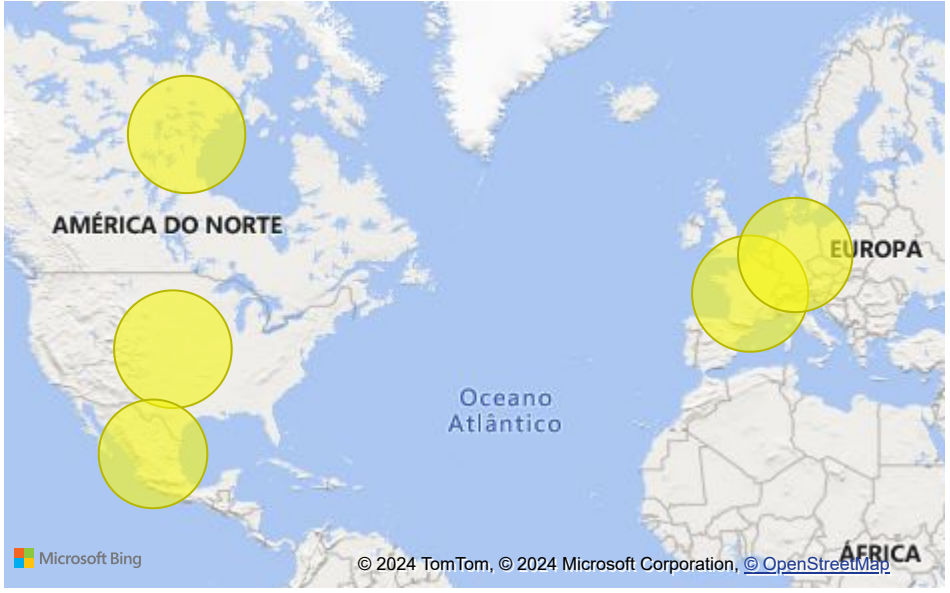 AMÉRICA DO NORTE
EUROPA
Oceano
Atlântico
ÁFRICA
Microsoft Bing
© 2024 TomTom, © 2024 Microsoft Corporation, © OpenStreetMap